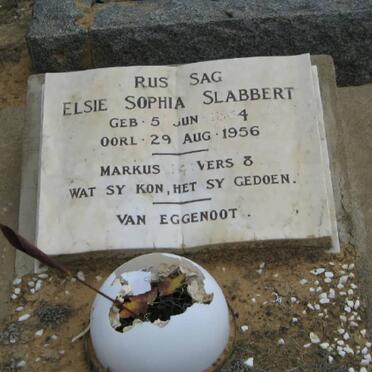 RUS SAG
ELSIE SOPHIA SLABBERT
GEB · 5 JUN
OORL · 29 AUG · 1956
MARKUS VERS 8
WAT SY KON, HET SY GEDOEN.
VAN EGGENOOT.